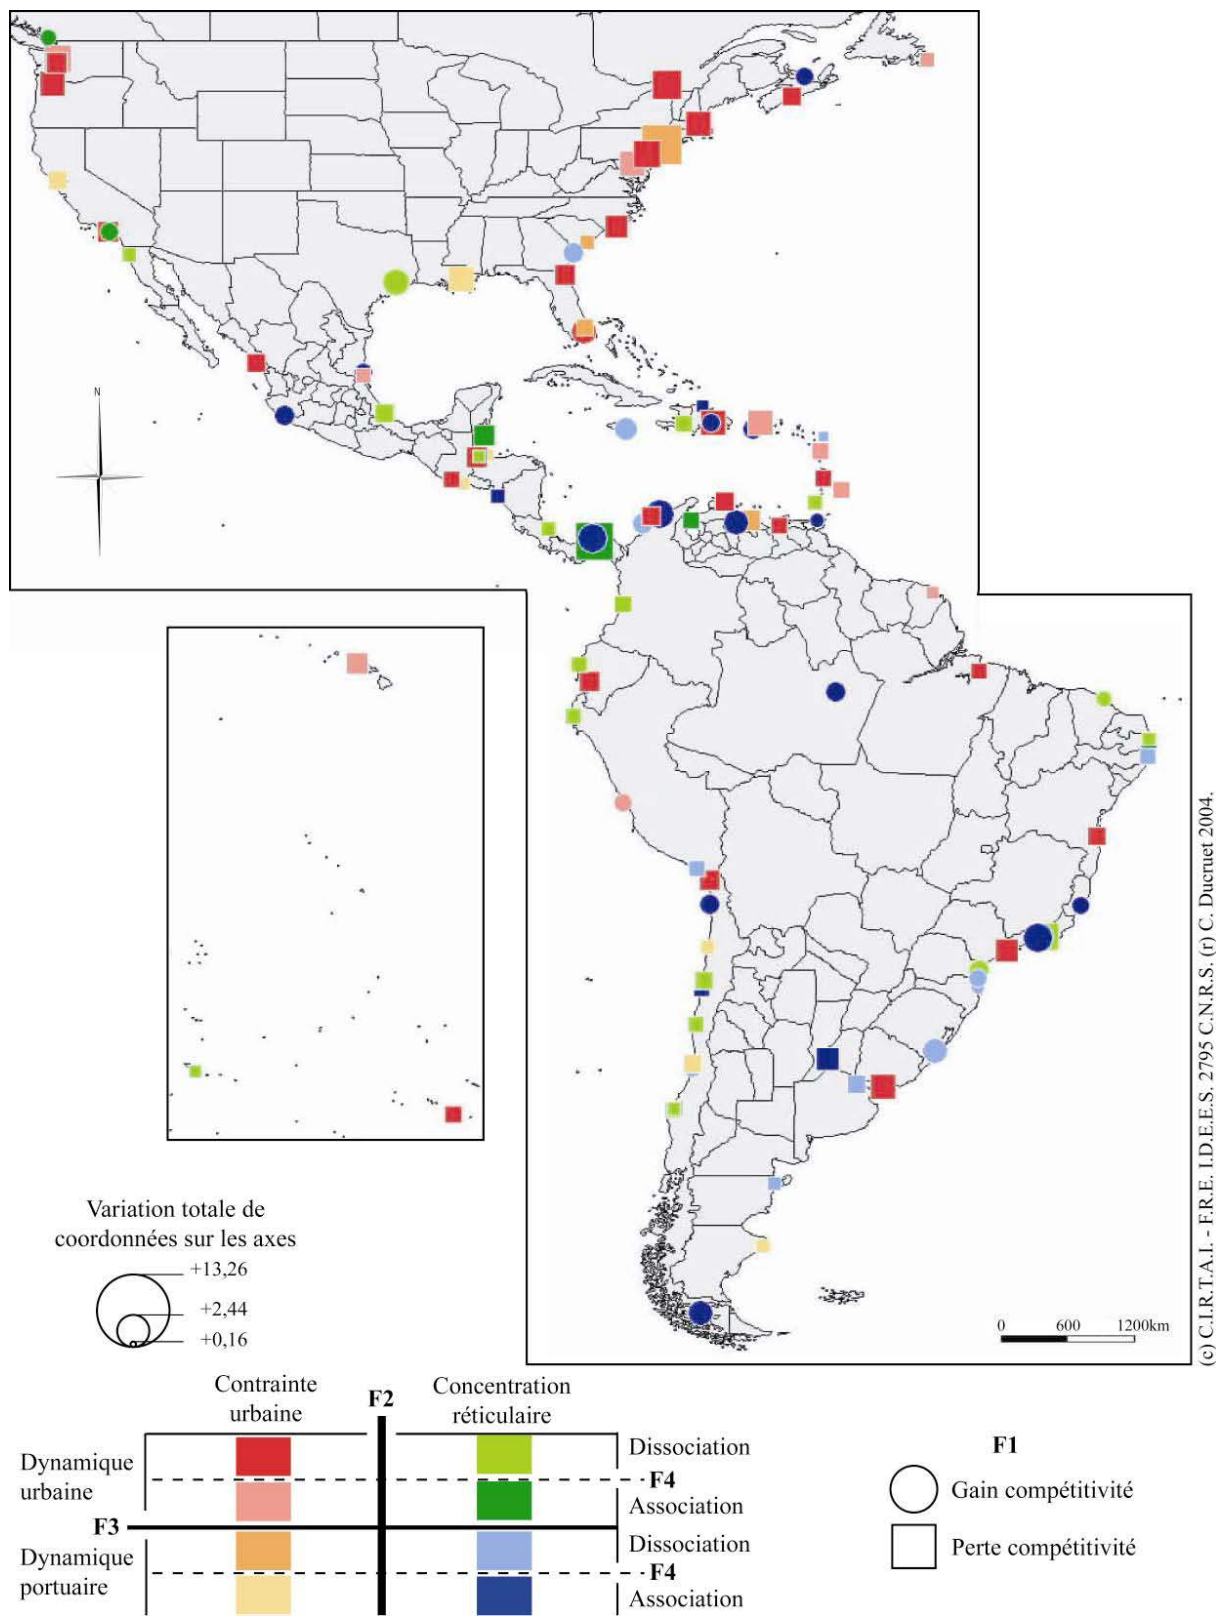 N
Variation totale de
coordonnées sur les axes
+13,26
+2,44
+0,16
0 600 1200km
(c) C.I.R.T.A.I. - F.R.E. I.D.E.E.S. 2795 C.N.R.S. (r) C. Ducruet 2004.
Contrainte
urbaine
F2
Concentration
réticulaire
Dynamique
urbaine
Dissociation
F4
Association
F3
Dynamique
portuaire
Dissociation
F4
Association
F1
Gain compétitivité
Perte compétitivité